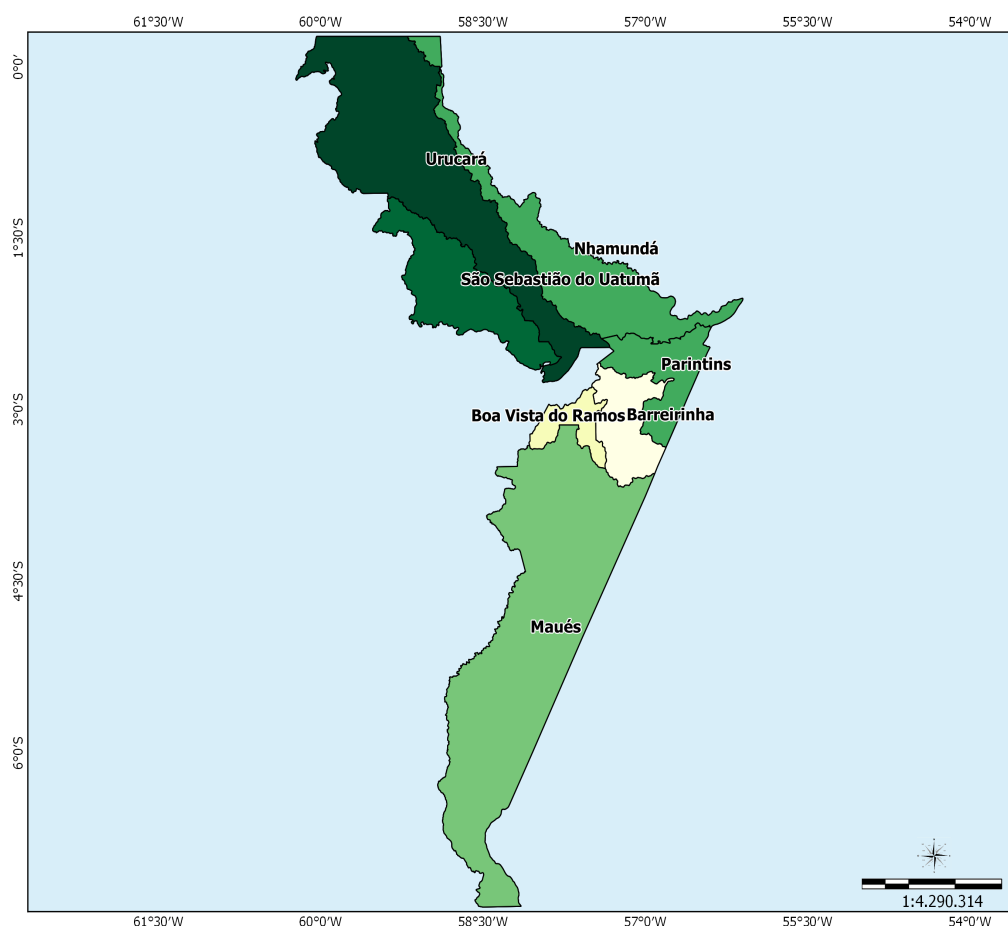 61°30'W 60°0'W 58°30'W 57°0'W 55°30'W 54°0'W
0°0'
1°30'S
3°0'S
4°30'S
6°0'S
Urucará
Nhamundá
São Sebastião do Uatumã
Parintins
Boa Vista do Ramos Barreirinha
Maués
1:4.290.314
61°30'W 60°0'W 58°30'W 57°0'W 55°30'W 54°0'W